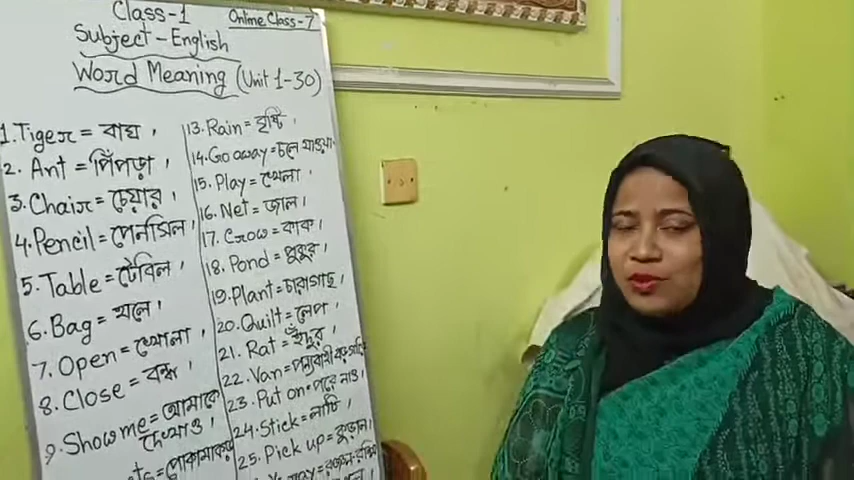 Class-1
Online Class-7
Subject-English
Word Meaning (Unit 1-30)
1. Tiger = বাঘ।
2. Ant = পিঁপড়া।
3. Chair = চেয়ার।
4. Pencil = পেনসিল।
5. Table = টেবিল।
6. Bag = থলে।
7. Open = খোলা।
8. Close = বন্ধ।
9. Show me = আমাকে
দেখাও।
13. Rain = বৃষ্টি।
14. Go away = চলে যাওয়া।
15. Play = খেলা।
16. Net = জাল।
17. Crow = কাক।
18. Pond = পুকুর।
19. Plant = চারাগাছ।
20. Quilt = লেপ।
21. Rat = ইঁদুর।
22. Van =
23. Put on = পরে নাও।
24. Stick = লাঠি।
25. Pick up = কুড়ান।